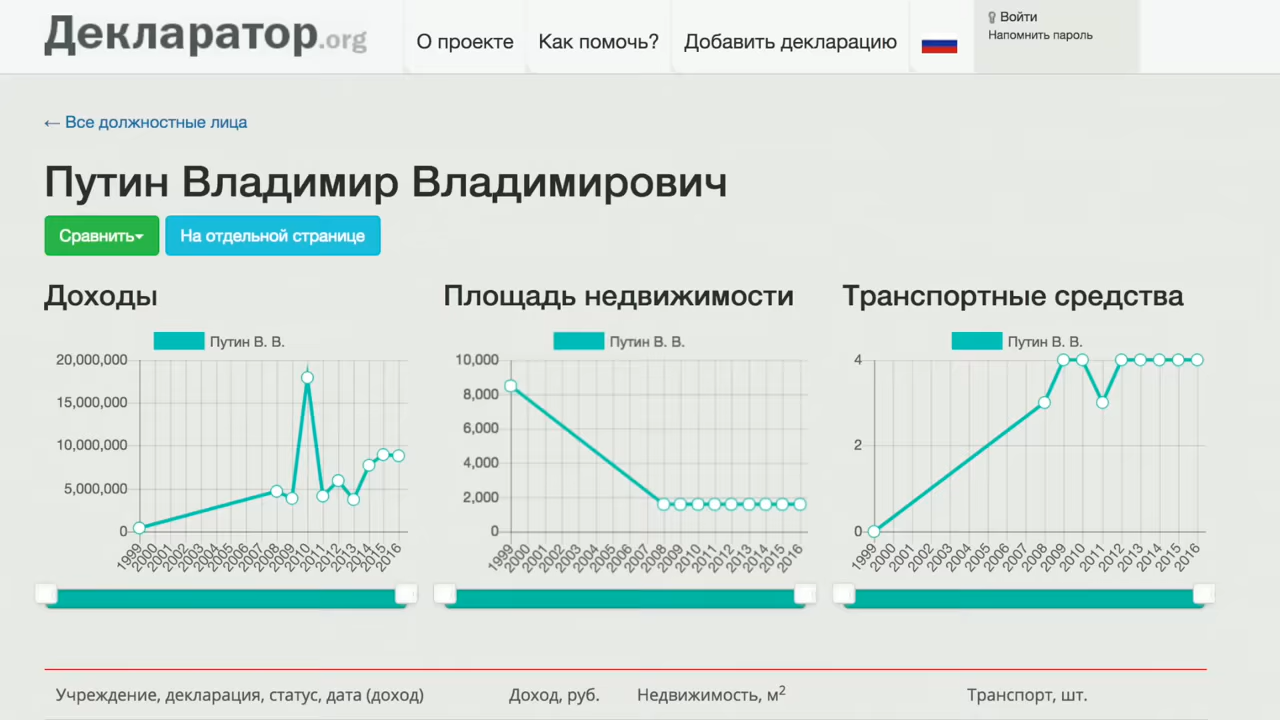 Декларатор.org
О проекте
Как помочь?
Добавить декларацию
Войти
Напомнить пароль
← Все должностные лица
Путин Владимир Владимирович
Сравнить
На отдельной странице
Доходы
Путин В. В.
20,000,000
15,000,000
10,000,000
5,000,000
0
1999 2000 2001 2002 2003 2004 2005 2006 2007 2008 2009 2010 2011 2012 2013 2014 2015 2016
Площадь недвижимости
Путин В. В.
10,000
8,000
6,000
4,000
2,000
0
1999 2000 2001 2002 2003 2004 2005 2006 2007 2008 2009 2010 2011 2012 2013 2014 2015 2016
Транспортные средства
Путин В. В.
4
2
0
1999 2000 2001 2002 2003 2004 2005 2006 2007 2008 2009 2010 2011 2012 2013 2014 2015 2016
Учреждение, декларация, статус, дата (доход) Доход, руб. Недвижимость, м² Транспорт, шт.